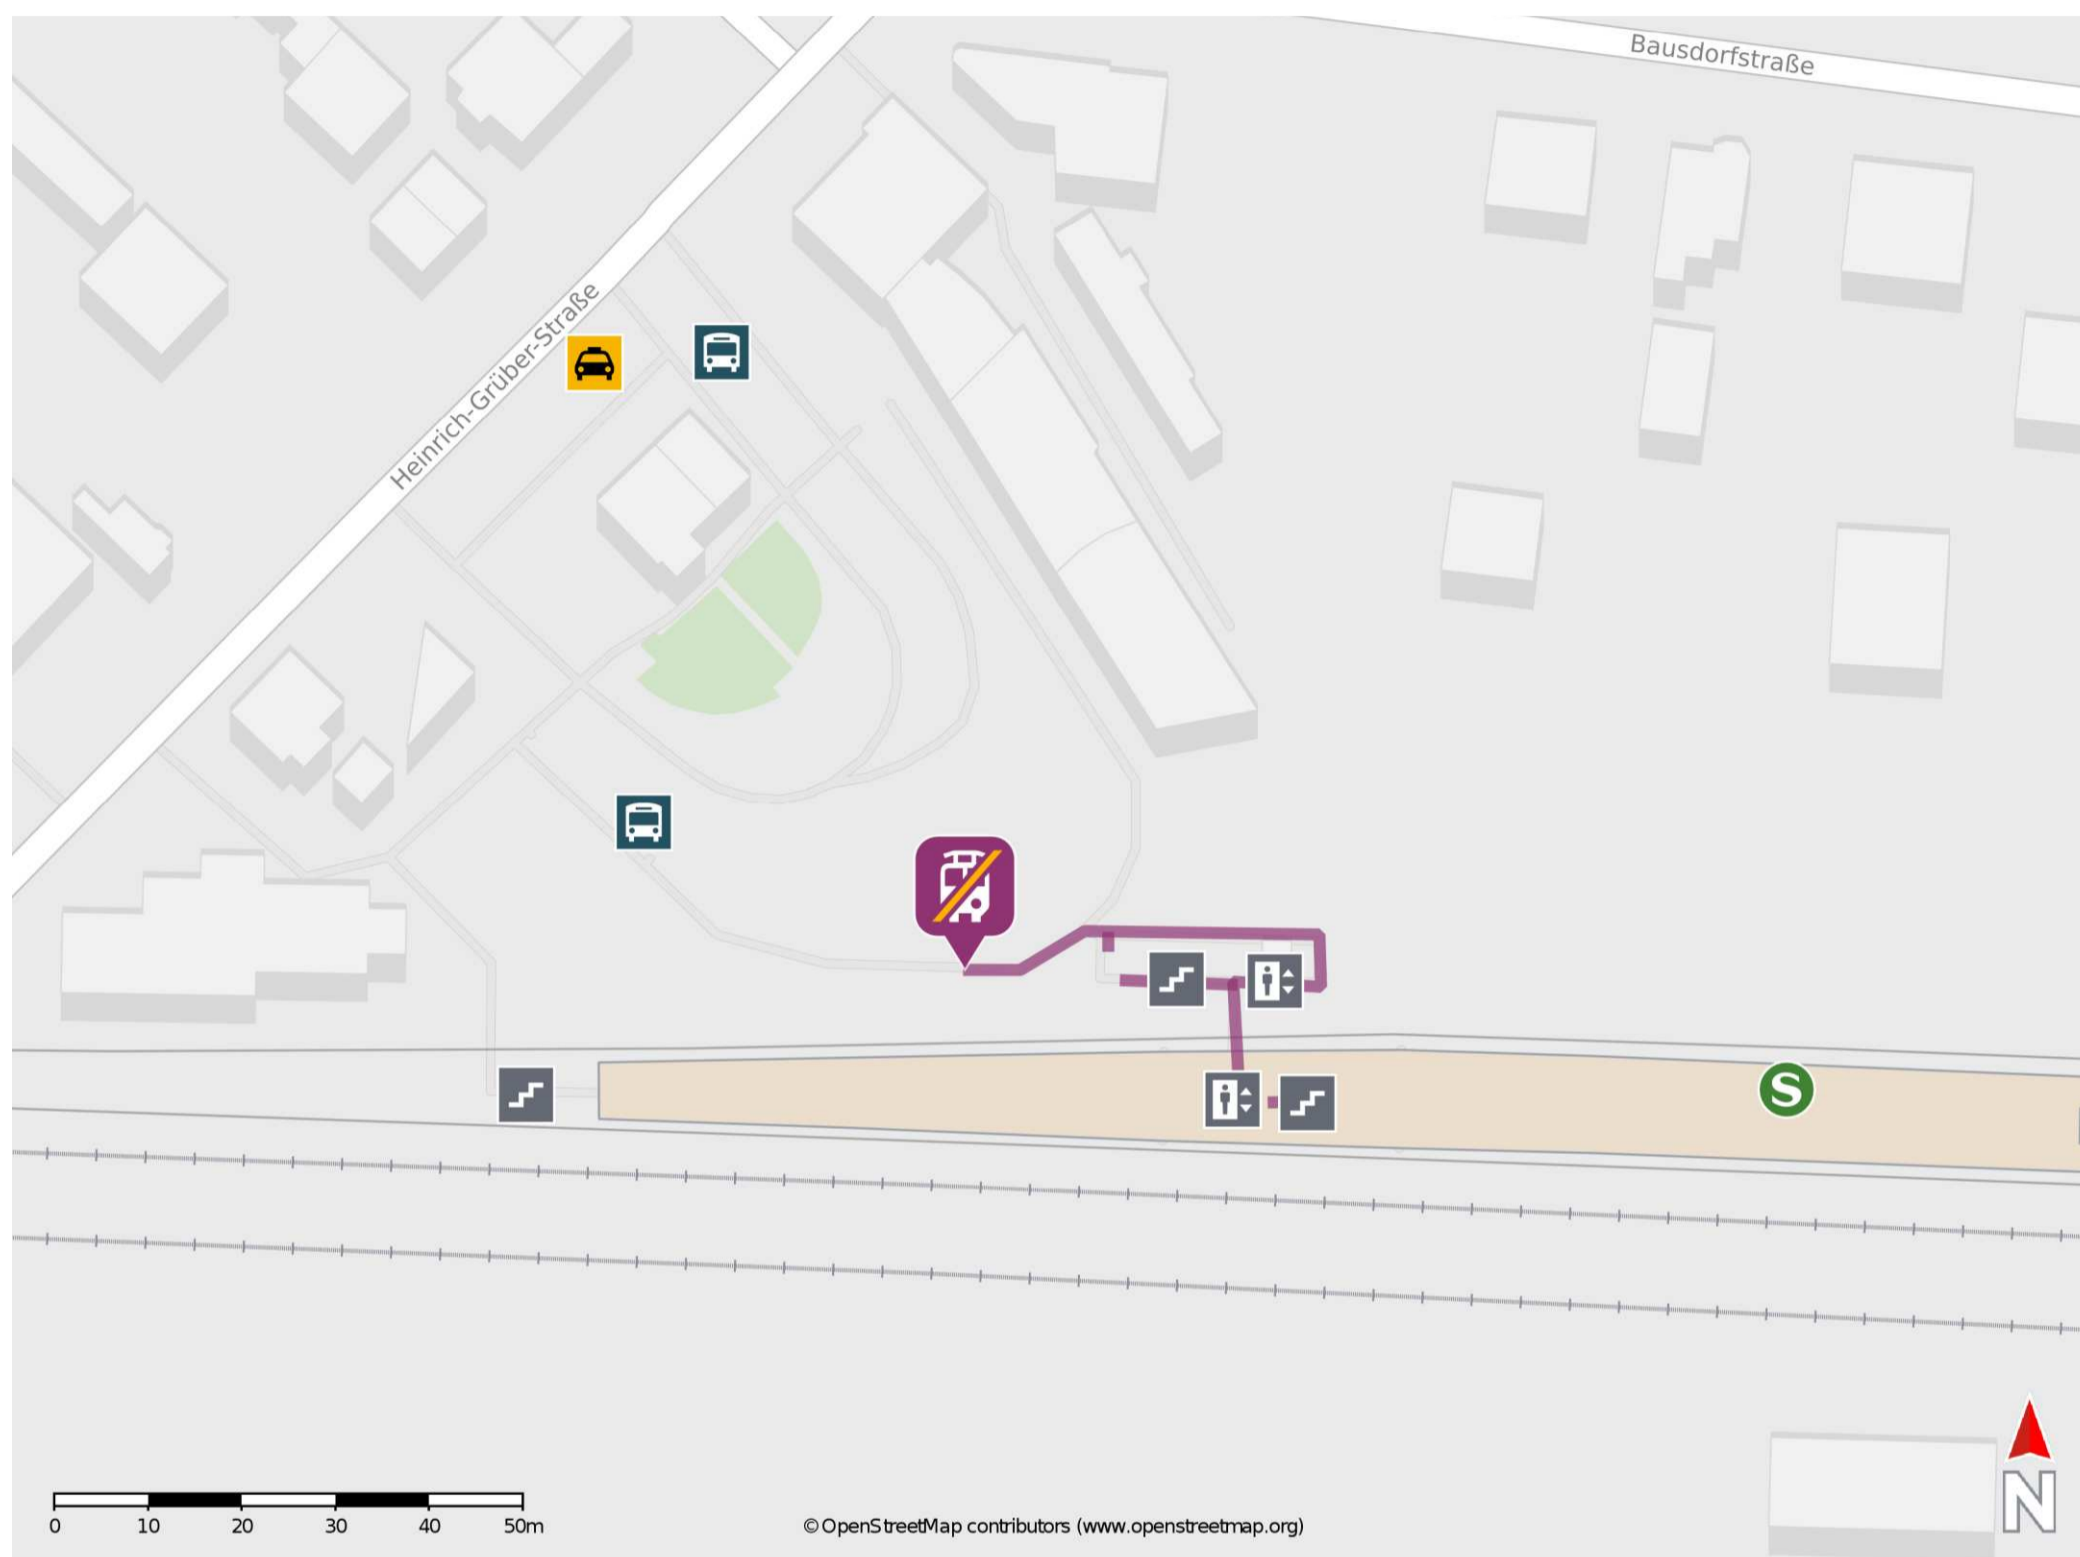 Bausdorfstraße
Heinrich-Grüber-Straße
S
N
0 10 20 30 40 50m
© OpenStreetMap contributors (www.openstreetmap.org)